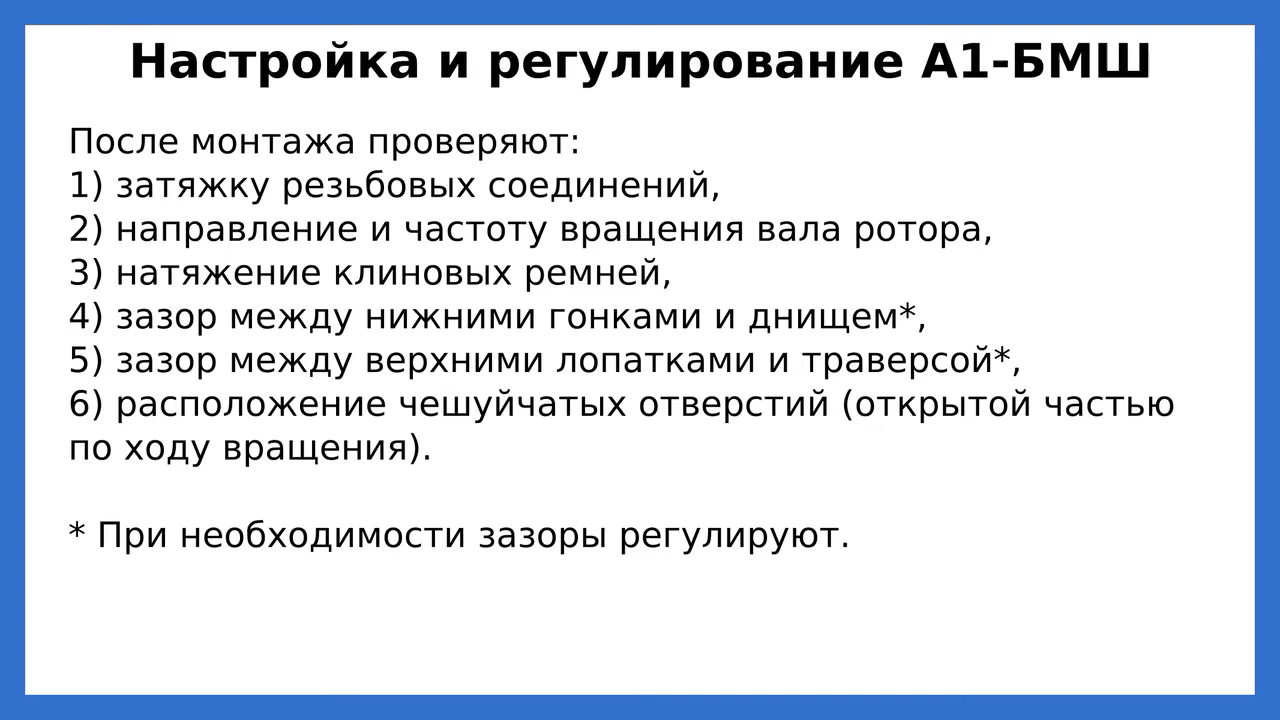 Настройка и регулирование А1-БМШ
После монтажа проверяют:
1) затяжку резьбовых соединений,
2) направление и частоту вращения вала ротора,
3) натяжение клиновых ремней,
4) зазор между нижними гонками и днищем*,
5) зазор между верхними лопатками и траверсой*,
6) расположение чешуйчатых отверстий (открытой частью
по ходу вращения).
* При необходимости зазоры регулируют.